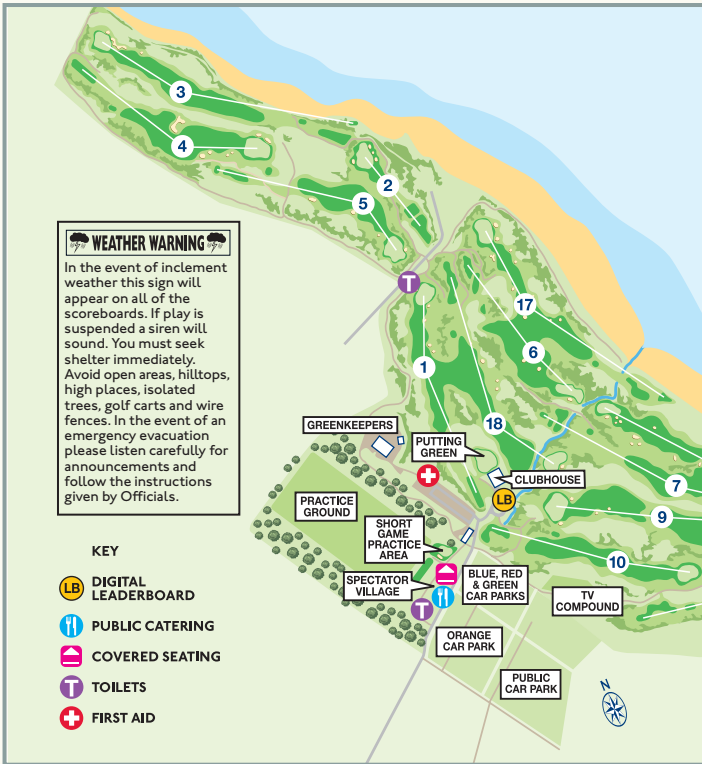 3
4
2
5
WEATHER WARNING
In the event of inclement
weather this sign will
appear on all of the
scoreboards. If play is
suspended a siren will
sound. You must seek
shelter immediately.
Avoid open areas, hilltops,
high places, isolated
trees, golf carts and wire
fences. In the event of an
emergency evacuation
please listen carefully for
announcements and
follow the instructions
given by Officials.
T
17
6
1
18
7
9
10
GREENKEEPERS
PUTTING
GREEN
CLUBHOUSE
LB
PRACTICE
GROUND
SHORT
GAME
PRACTICE
AREA
SPECTATOR
VILLAGE
BLUE, RED
& GREEN
CAR PARKS
TV
COMPOUND
T
ORANGE
CAR PARK
PUBLIC
CAR PARK
N
KEY
LB DIGITAL
LEADERBOARD
PUBLIC CATERING
COVERED SEATING
T TOILETS
FIRST AID